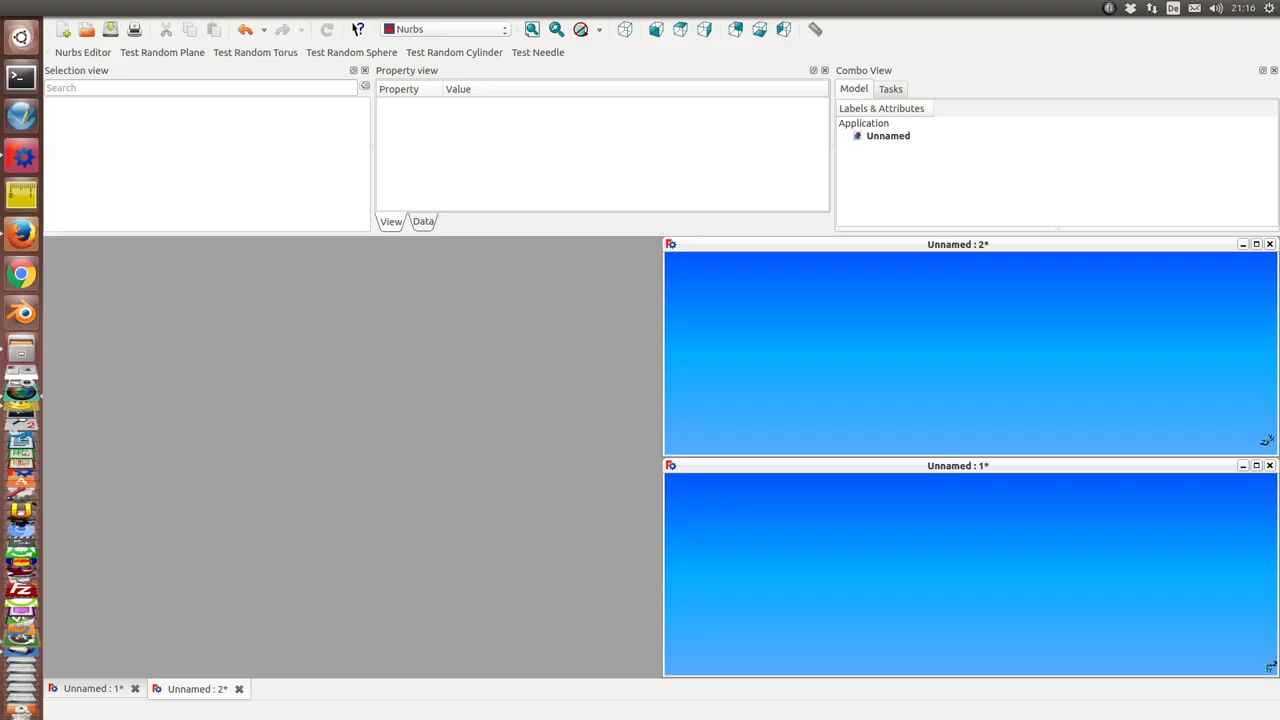 De 21:16
Nurbs
Nurbs Editor Test Random Plane Test Random Torus Test Random Sphere Test Random Cylinder Test Needle
Selection view
Search
Property view
Property Value
View Data
Combo View
Model Tasks
Labels & Attributes
Application
Unnamed
Unnamed : 2*
Unnamed : 1*
Unnamed : 1* Unnamed : 2*